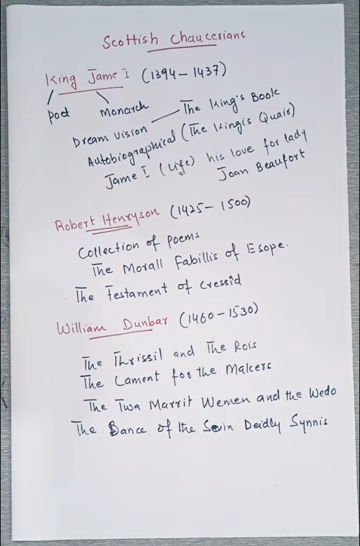 Scottish Chaucerians
King Jame I (1394-1437)
Poet Monarch
Dream Vision The King's Book
Autobiographical (The Kingis Quair)
Jame I (Life) his love for lady
Joan Beaufort
Robert Henryson (1425-1500)
Collection of poems
The Morall Fabillis of Esope.
The Testament of Cressid
William Dunbar (1460-1530)
The Thrissil and The Rois
The Lament for the Makers
The Twa Marrit Wemen and the Wedo
The Dance of the Sevin Deidly Synnis